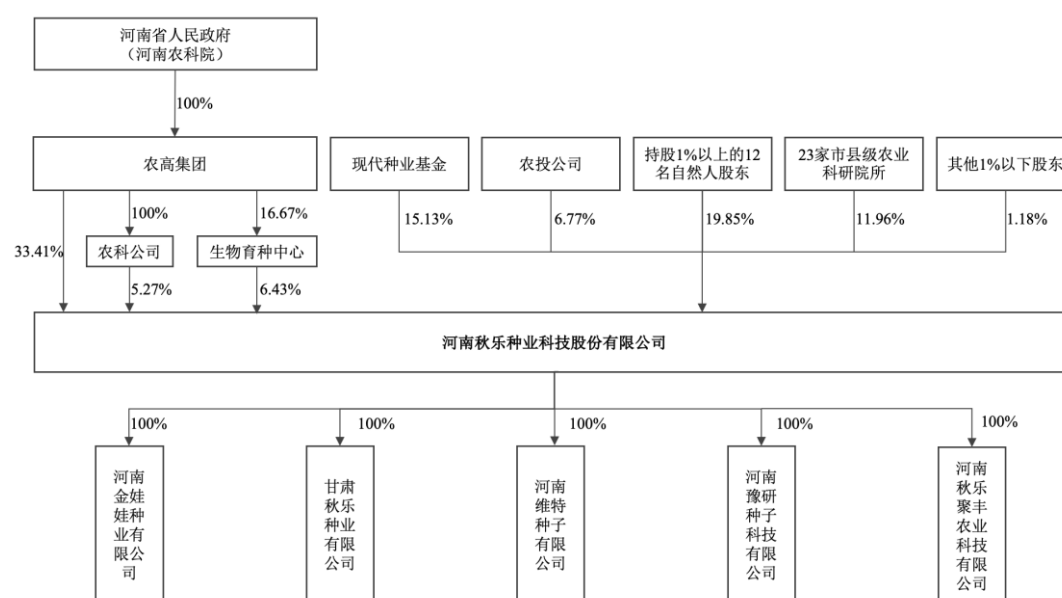 河南省人民政府
（河南农科院）
100%
农高集团
现代种业基金
农投公司
持股1%以上的12
名自然人股东
23家市县级农业
科研院所
其他1%以下股东
33.41%
100%
16.67%
15.13%
6.77%
19.85%
11.96%
1.18%
农科公司
生物育种中心
5.27%
6.43%
河南秋乐种业科技股份有限公司
100%
100%
100%
100%
100%
河南
金娃
娃种
业有
限公
司
甘肃
秋乐
种业
有限
公司
河南
维特
种子
有限
公司
河南
豫研
种子
科技
有限
公司
河南
秋乐
聚丰
农业
科技
有限
公司